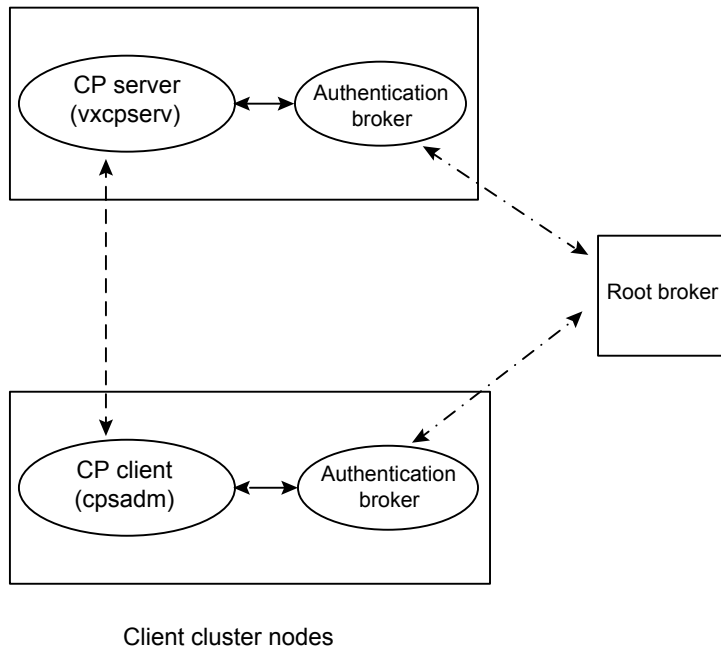 CP server
(vxcpserv)
Authentication
broker
Root broker
CP client
(cpsadm)
Authentication
broker
Client cluster nodes